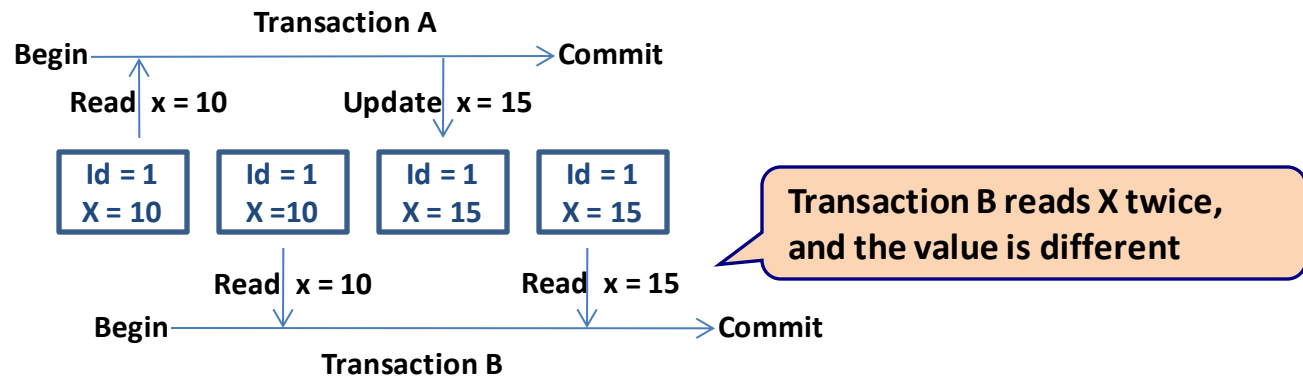 Transaction A
Begin
Commit
Read x = 10
Update x = 15
Id = 1
X = 10
Id = 1
X =10
Id = 1
X = 15
Id = 1
X = 15
Transaction B reads X twice,
and the value is different
Read x = 10
Read x = 15
Begin
Commit
Transaction B